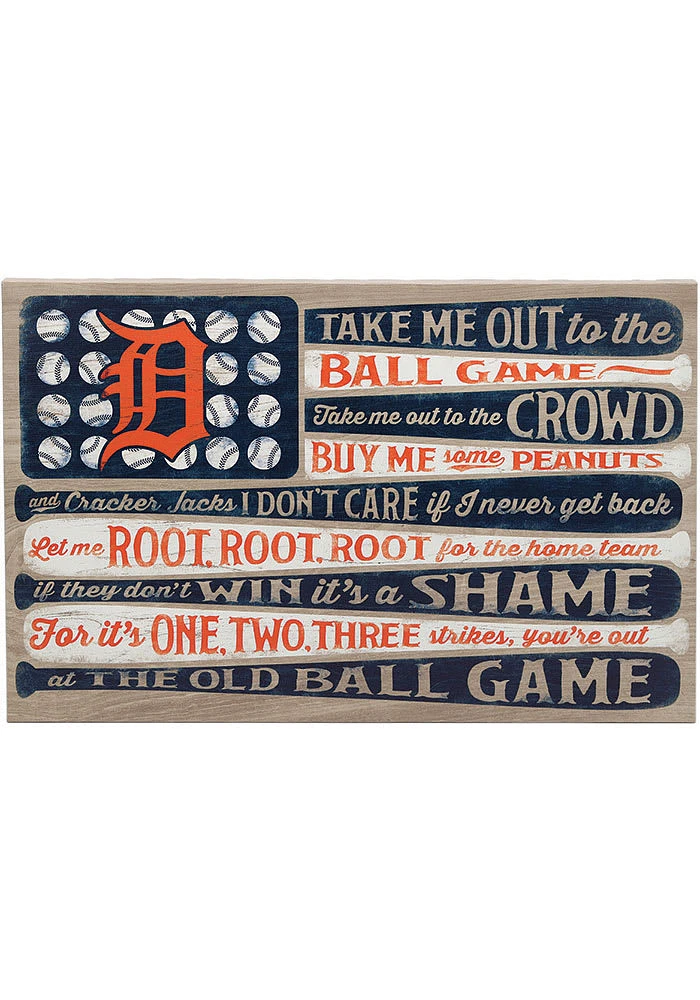 D
TAKE ME OUT to the
BALL GAME
Take me out to the CROWD
BUY ME some PEANUTS
and Cracker Jacks I DON'T CARE if I never get back
Let me ROOT, ROOT, ROOT for the home team
if they don't WIN it's a SHAME
For it's ONE, TWO, THREE strikes, you're out
at THE OLD BALL GAME